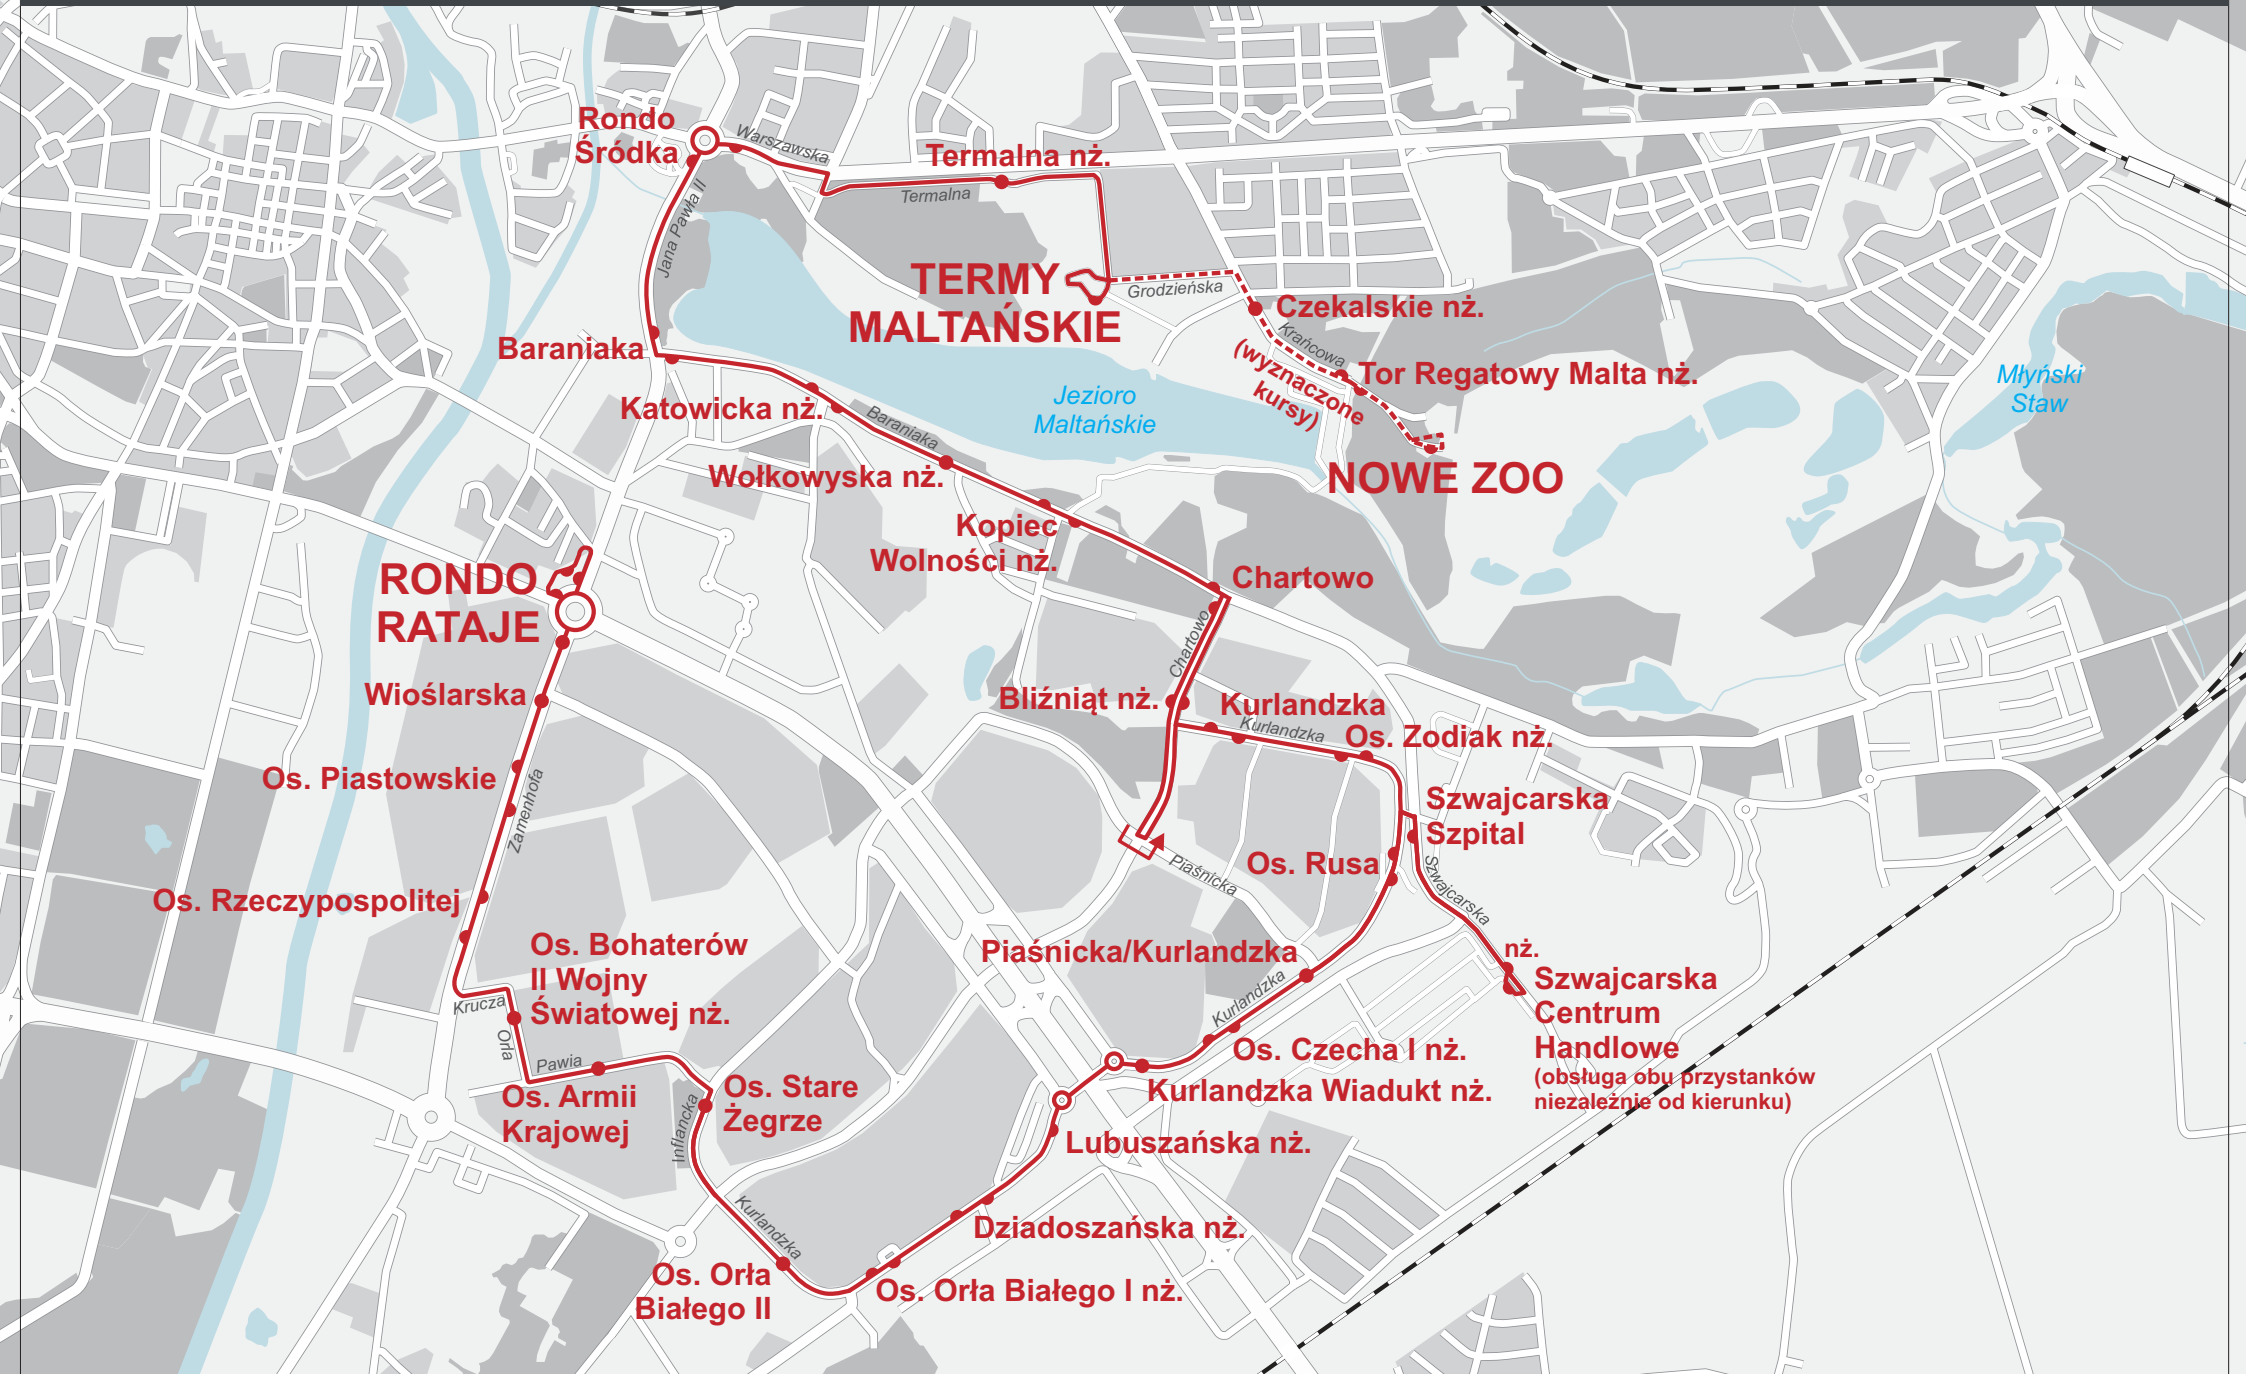 Rondo
Śródka
Warszawska
Termalna nż.
Termalna
Jana Pawła II
TERMY
MALTAŃSKIE
Grodzieńska
Czekalskie nż.
Krańcowa
(wyznaczone
kursy)
Tor Regatowy Malta nż.
NOWE ZOO
Jezioro
Maltańskie
Młyński
Staw
Baraniaka
Katowicka nż.
Baraniaka
Wołkowyska nż.
Kopiec
Wolności nż.
Chartowo
Chartowo
RONDO
RATAJE
Wioślarska
Bliźniąt nż.
Kurlandzka
Kurlandzka
Os. Zodiak nż.
Os. Piastowskie
Zamenhofa
Szwajcarska
Szpital
Os. Rusa
Piaśnicka
Szwajcarska
Os. Rzeczypospolitej
Os. Bohaterów
II Wojny
Światowej nż.
Piaśnicka/Kurlandzka
nż.
Szwajcarska
Centrum
Handlowe
(obsługa obu przystanków
niezależnie od kierunku)
Krucza
Orla
Pawia
Kurlandzka
Os. Czecha I nż.
Kurlandzka Wiadukt nż.
Os. Armii
Krajowej
Os. Stare
Żegrze
Inflancka
Lubuszańska nż.
Kurlandzka
Dziadoszańska nż.
Os. Orła
Białego II
Os. Orła Białego I nż.